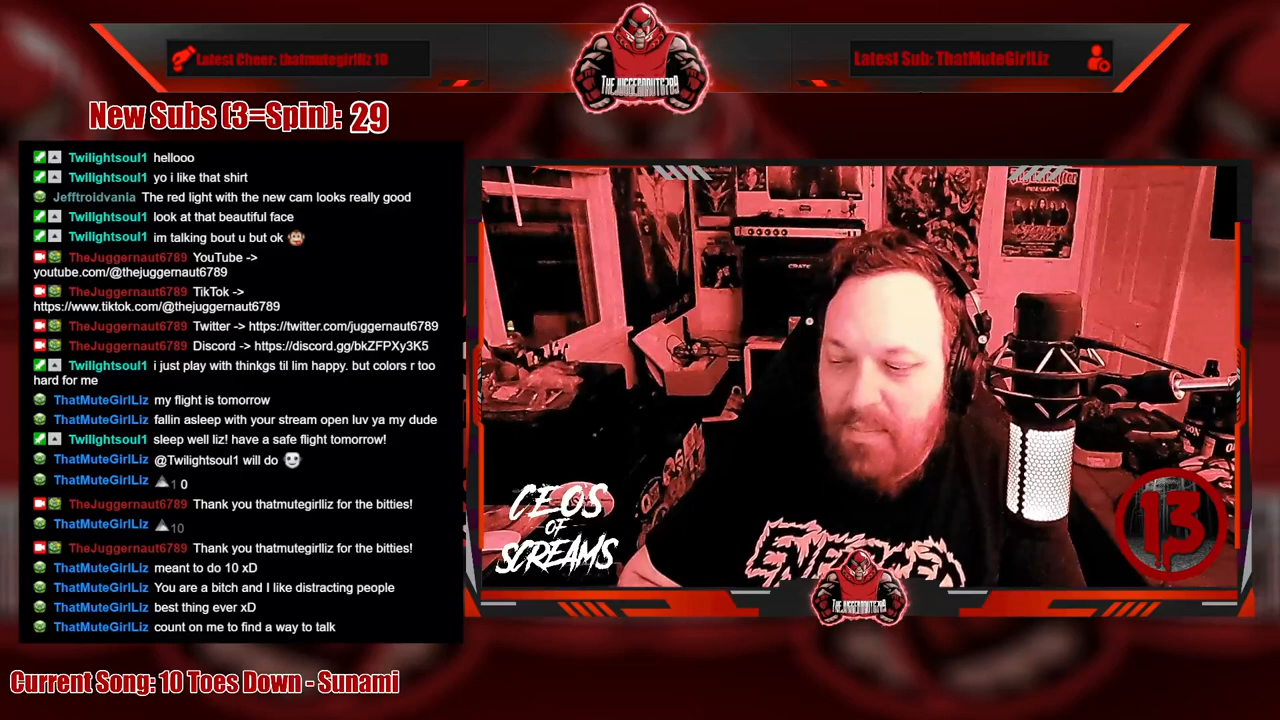 Latest Cheer: thatmutegirlliz 10
THEJUGGERNAUT6789
Latest Sub: ThatMuteGirlLiz
New Subs (3=Spin): 29
Twilightsoul1 hellooo
Twilightsoul1 yo i like that shirt
Jefftroidvania The red light with the new cam looks really good
Twilightsoul1 look at that beautiful face
Twilightsoul1 im talking bout u but ok
TheJuggernaut6789 YouTube ->
youtube.com/@thejuggernaut6789
TheJuggernaut6789 TikTok ->
https://www.tiktok.com/@thejuggernaut6789
TheJuggernaut6789 Twitter -> https://twitter.com/juggernaut6789
TheJuggernaut6789 Discord -> https://discord.gg/bkZFPXy3K5
Twilightsoul1 i just play with thinkgs til lim happy. but colors r too
hard for me
ThatMuteGirlLiz my flight is tomorrow
ThatMuteGirlLiz fallin asleep with your stream open luv ya my dude
Twilightsoul1 sleep well liz! have a safe flight tomorrow!
ThatMuteGirlLiz @Twilightsoul1 will do
ThatMuteGirlLiz 1 0
TheJuggernaut6789 Thank you thatmutegirlliz for the bitties!
ThatMuteGirlLiz 10
TheJuggernaut6789 Thank you thatmutegirlliz for the bitties!
ThatMuteGirlLiz meant to do 10 xD
ThatMuteGirlLiz You are a bitch and I like distracting people
ThatMuteGirlLiz best thing ever xD
ThatMuteGirlLiz count on me to find a way to talk
CRATE
CEOS
OF
SCREAMS
ENFORCED
13
THEJUGGERNAUT6789
Current Song: 10 Toes Down - Sunami